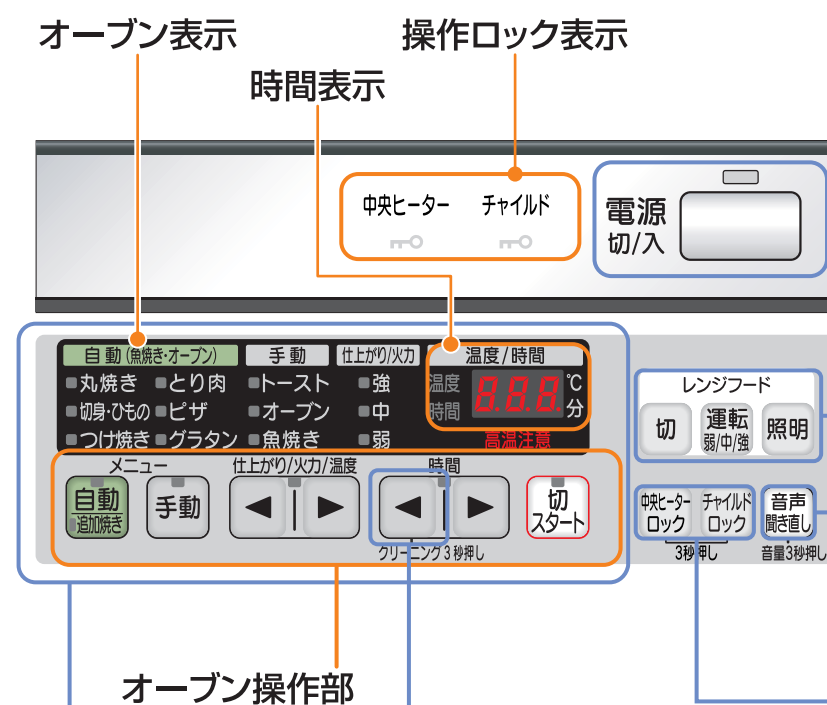 オーブン表示
操作ロック表示
時間表示
中央ヒーター チャイルド
電源
切/入
自動(魚焼き・オーブン) 手動 仕上がり/火力 温度/時間
丸焼き とり肉 トースト 強 温度 8.8.8. ℃
切身・ひもの ピザ オーブン 中 時間 分
つけ焼き グラタン 魚焼き 弱 高温注意
レンジフード
切 運転 弱/中/強 照明
メニュー 仕上がり/火力/温度 時間
自動 追加焼き 手動 ◀ ▶ ◀ ▶ 切 スタート
クリーニング3秒押し
中央ヒーター ロック チャイルド ロック 音声 聞き直し
3秒押し 音量3秒押し
オーブン操作部